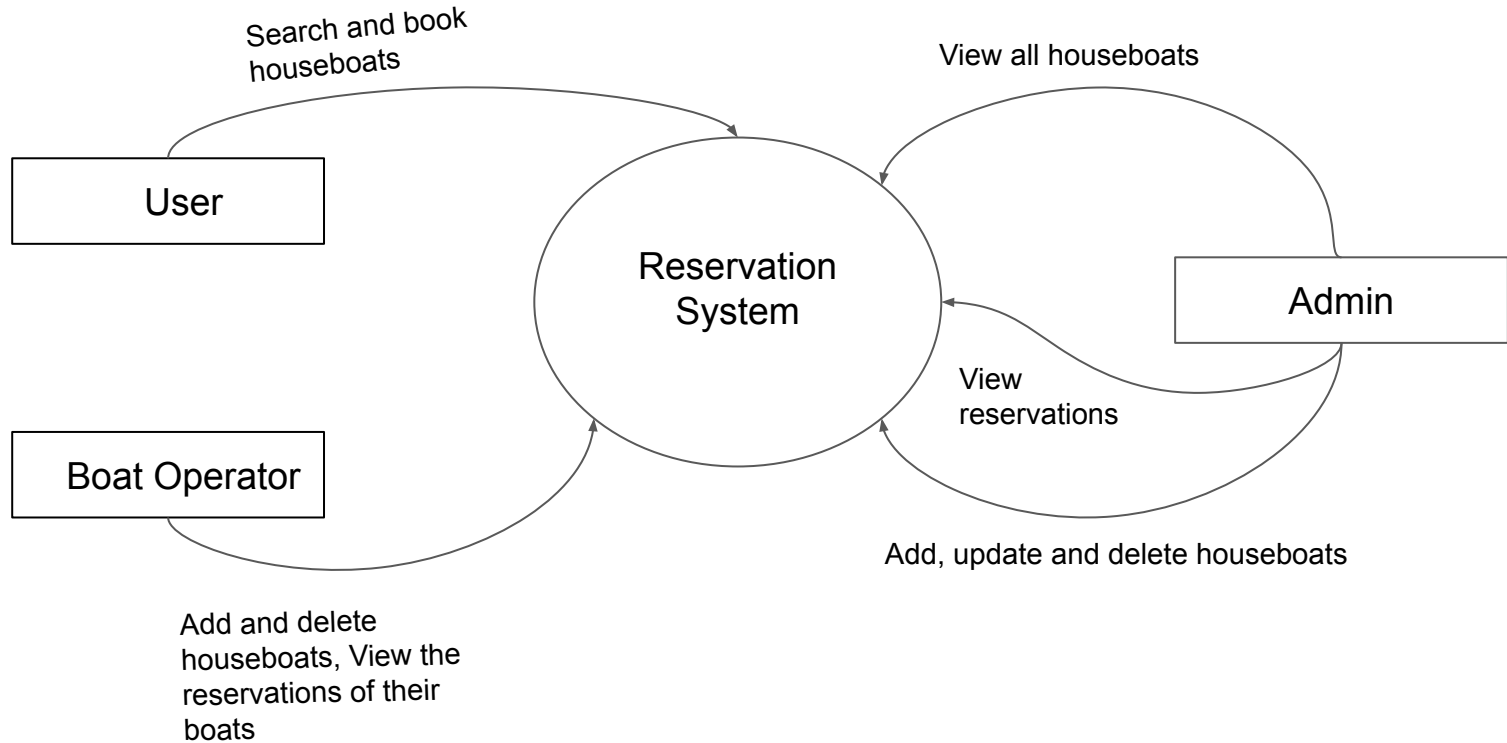 Search and book
houseboats
View all houseboats
User
Reservation
System
Admin
View
reservations
Boat Operator
Add, update and delete houseboats
Add and delete
houseboats, View the
reservations of their
boats